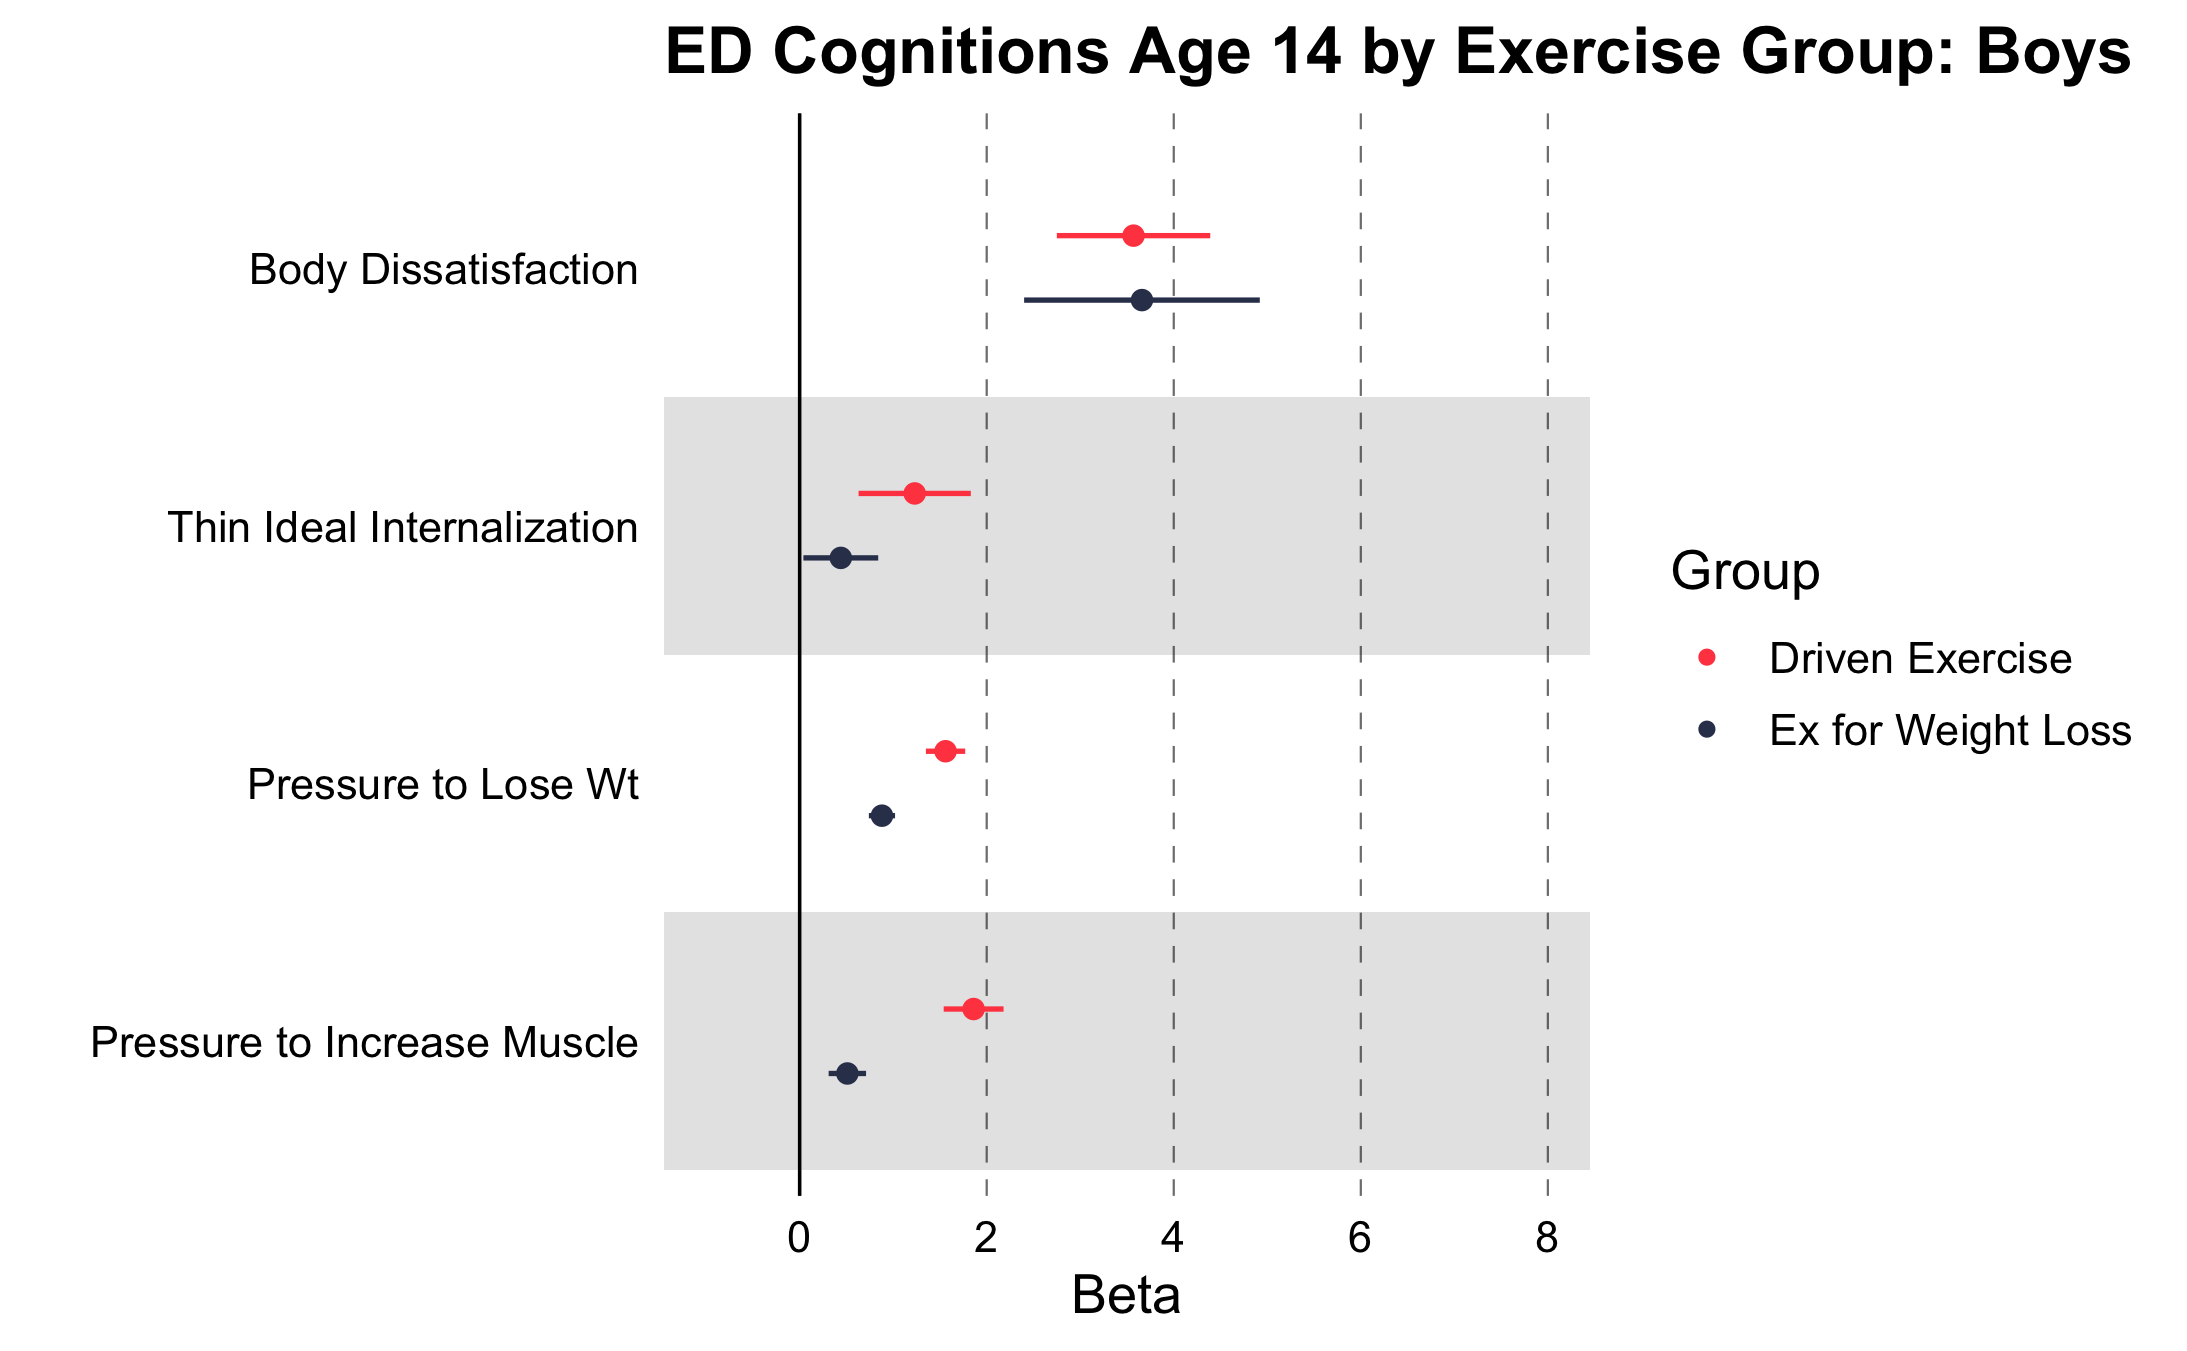 ED Cognitions Age 14 by Exercise Group: Boys
Body Dissatisfaction
Thin Ideal Internalization
Pressure to Lose Wt
Pressure to Increase Muscle
0 2 4 6 8
Beta
Group
Driven Exercise
Ex for Weight Loss